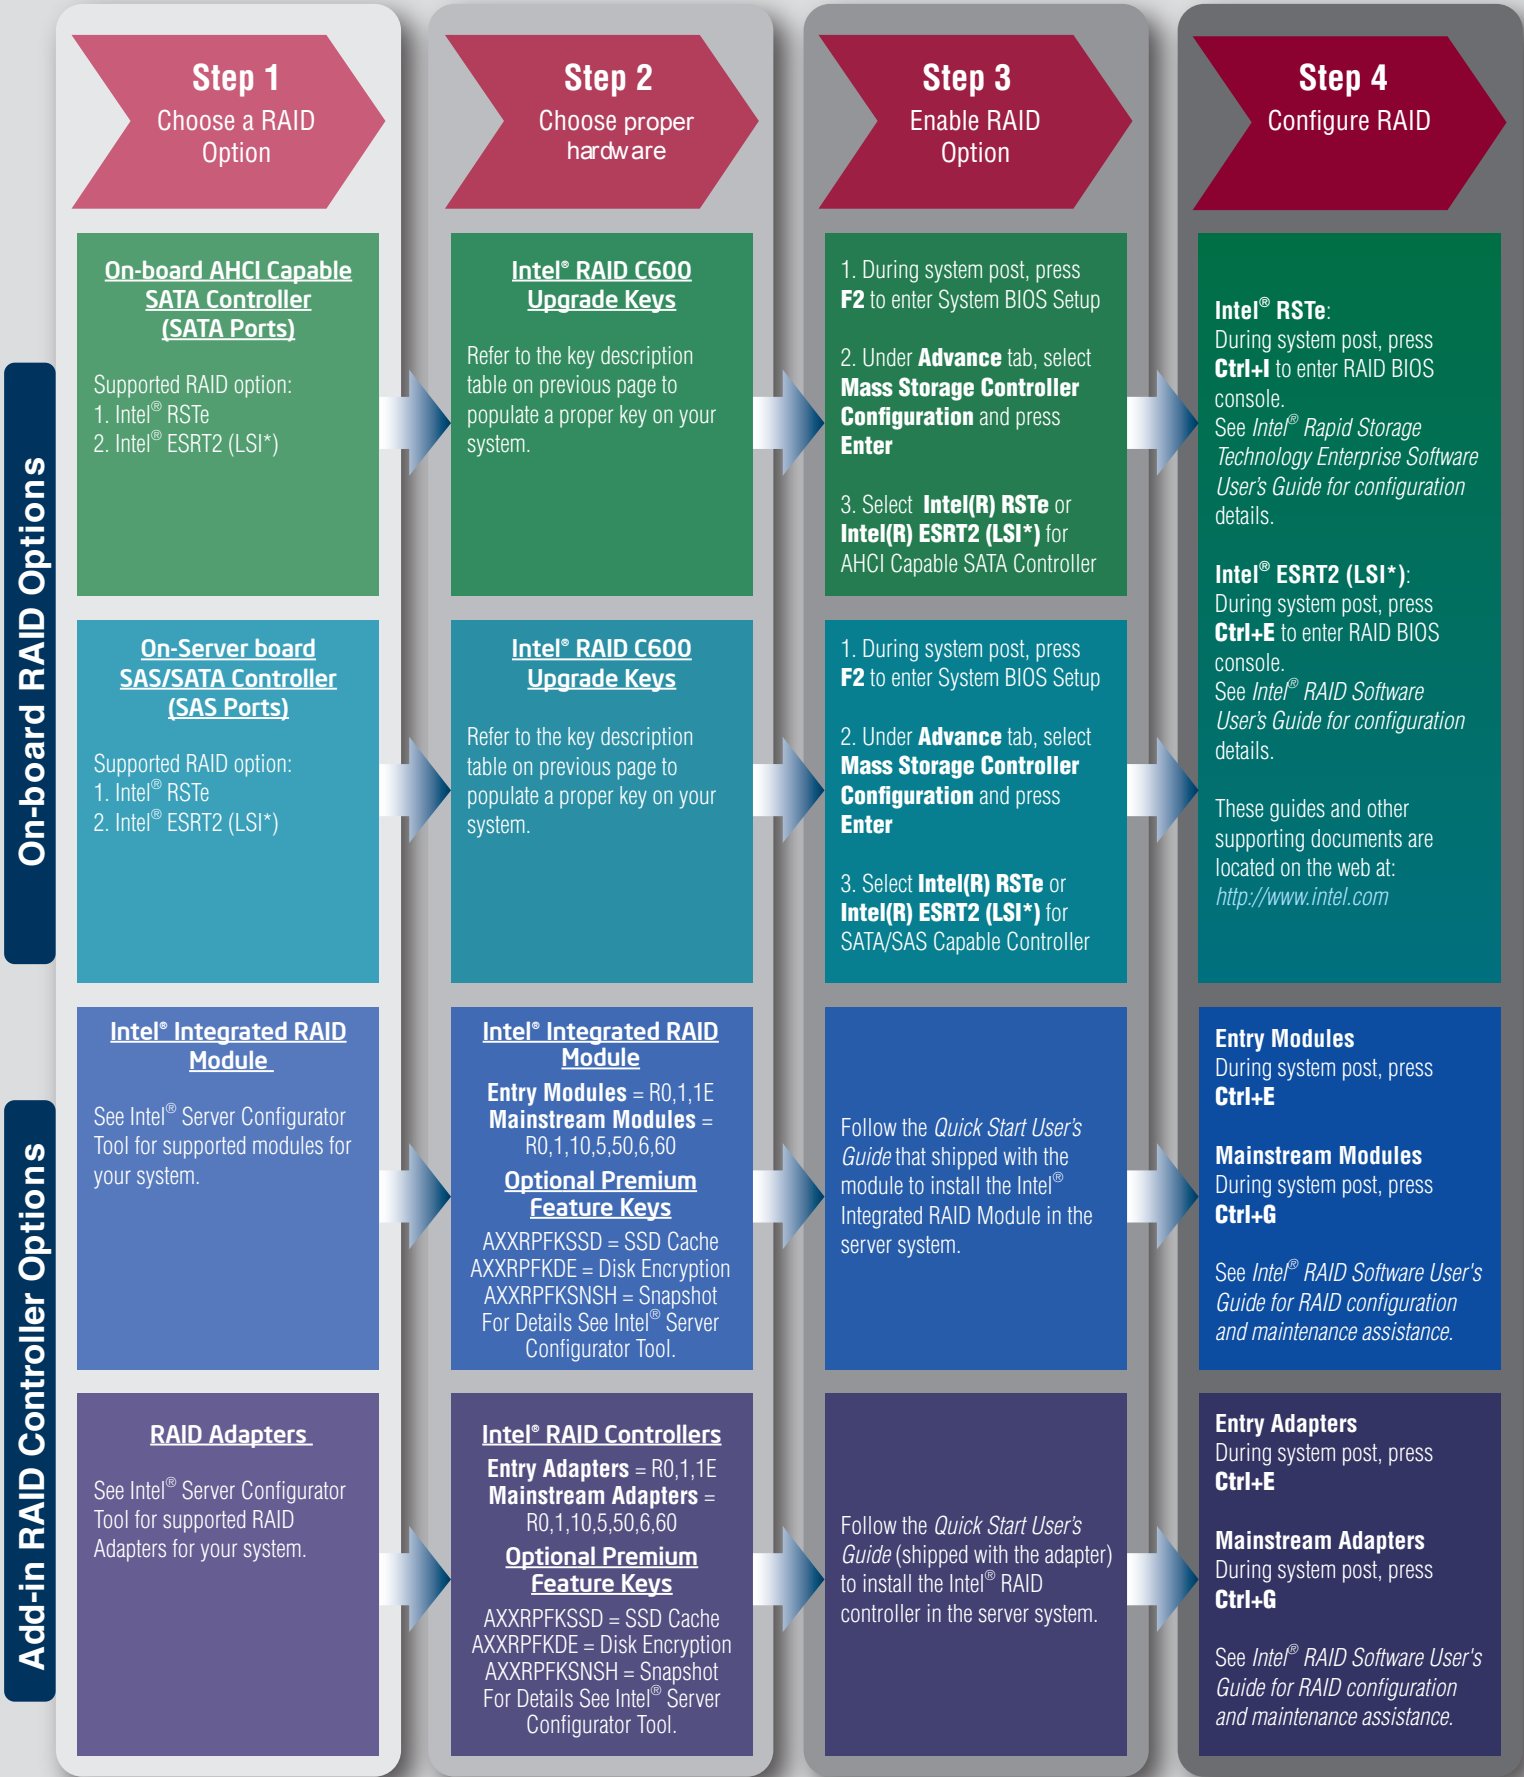 Step 1
Choose a RAID
Option
Step 2
Choose proper
hardware
Step 3
Enable RAID
Option
Step 4
Configure RAID
On-board RAID Options
On-board AHCI Capable
SATA Controller
(SATA Ports)
Supported RAID option:
1. Intel® RSTe
2. Intel® ESRT2 (LSI*)
Intel® RAID C600
Upgrade Keys
Refer to the key description
table on previous page to
populate a proper key on your
system.
1. During system post, press
F2 to enter System BIOS Setup
2. Under Advance tab, select
Mass Storage Controller
Configuration and press
Enter
3. Select Intel(R) RSTe or
Intel(R) ESRT2 (LSI*) for
AHCI Capable SATA Controller
Intel® RSTe:
During system post, press
Ctrl+I to enter RAID BIOS
console.
See Intel® Rapid Storage
Technology Enterprise Software
User's Guide for configuration
details.
Intel® ESRT2 (LSI*):
During system post, press
Ctrl+E to enter RAID BIOS
console.
See Intel® RAID Software
User's Guide for configuration
details.
These guides and other
supporting documents are
located on the web at:
http://www.intel.com
On-Server board
SAS/SATA Controller
(SAS Ports)
Supported RAID option:
1. Intel® RSTe
2. Intel® ESRT2 (LSI*)
Intel® RAID C600
Upgrade Keys
Refer to the key description
table on previous page to
populate a proper key on your
system.
1. During system post, press
F2 to enter System BIOS Setup
2. Under Advance tab, select
Mass Storage Controller
Configuration and press
Enter
3. Select Intel(R) RSTe or
Intel(R) ESRT2 (LSI*) for
SATA/SAS Capable Controller
Add-in RAID Controller Options
Intel® Integrated RAID
Module
See Intel® Server Configurator
Tool for supported modules for
your system.
Intel® Integrated RAID
Module
Entry Modules = R0,1,1E
Mainstream Modules =
R0,1,10,5,50,6,60
Optional Premium
Feature Keys
AXXRPFKSSD = SSD Cache
AXXRPFKDE = Disk Encryption
AXXRPFKSNSH = Snapshot
For Details See Intel® Server
Configurator Tool.
Follow the Quick Start User's
Guide that shipped with the
module to install the Intel®
Integrated RAID Module in the
server system.
Entry Modules
During system post, press
Ctrl+E
Mainstream Modules
During system post, press
Ctrl+G
See Intel® RAID Software User's
Guide for RAID configuration
and maintenance assistance.
RAID Adapters
See Intel® Server Configurator
Tool for supported RAID
Adapters for your system.
Intel® RAID Controllers
Entry Adapters = R0,1,1E
Mainstream Adapters =
R0,1,10,5,50,6,60
Optional Premium
Feature Keys
AXXRPFKSSD = SSD Cache
AXXRPFKDE = Disk Encryption
AXXRPFKSNSH = Snapshot
For Details See Intel® Server
Configurator Tool.
Follow the Quick Start User's
Guide (shipped with the adapter)
to install the Intel® RAID
controller in the server system.
Entry Adapters
During system post, press
Ctrl+E
Mainstream Adapters
During system post, press
Ctrl+G
See Intel® RAID Software User's
Guide for RAID configuration
and maintenance assistance.